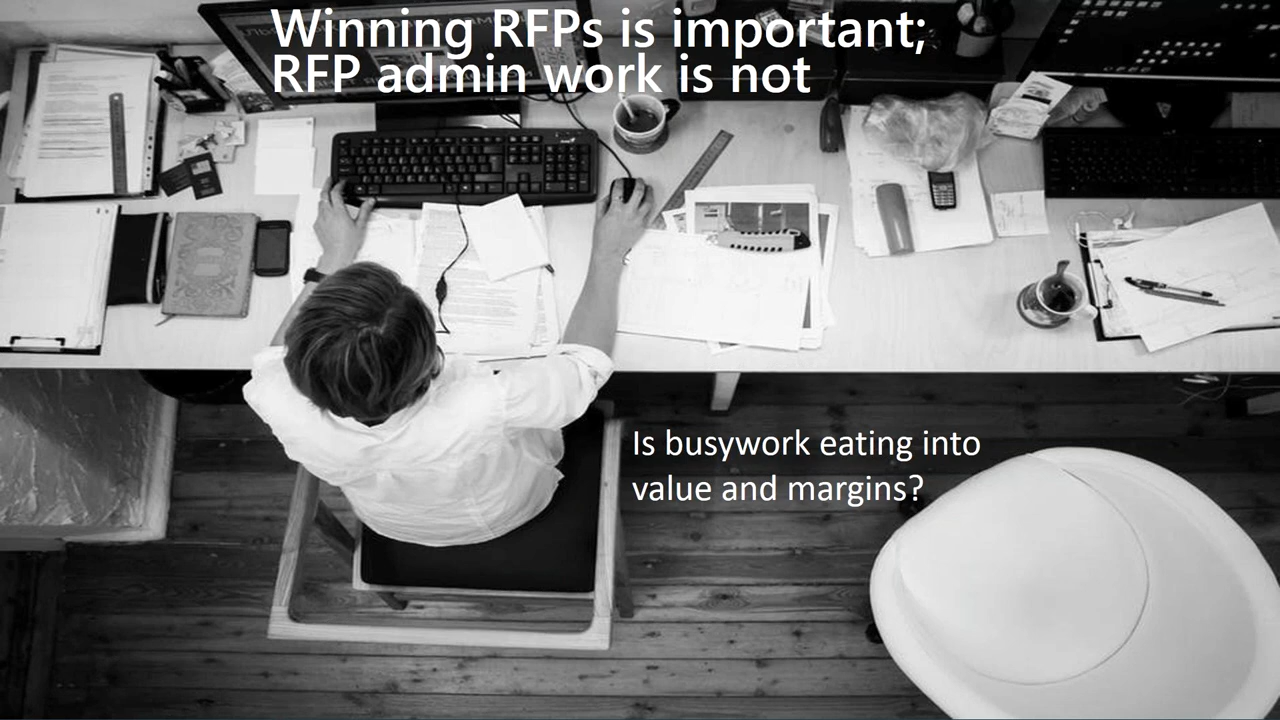 Winning RFPs is important;
RFP admin work is not
Is busywork eating into
value and margins?